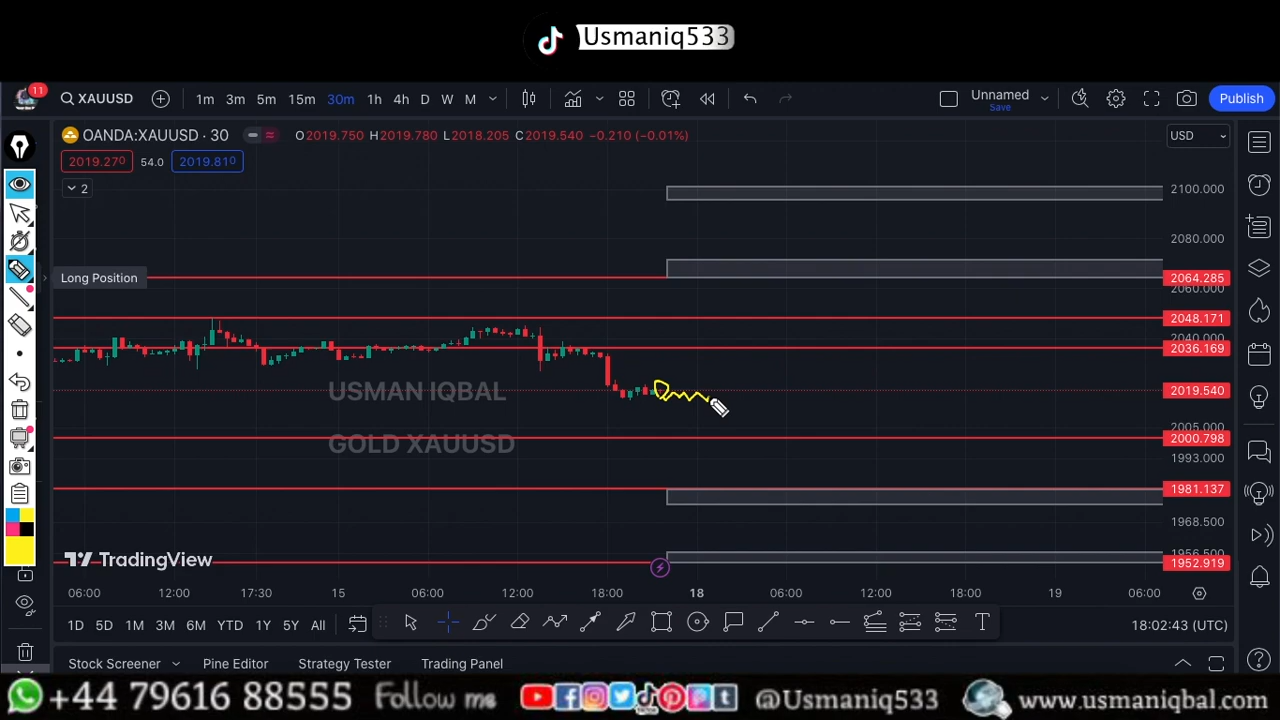 Usmaniq533
11 XAUUSD 1m 3m 5m 15m 30m 1h 4h D W M Unnamed Save Publish
OANDA:XAUUSD · 30 O2019.750 H2019.780 L2018.205 C2019.540 −0.210 (−0.01%) USD
2019.270 54.0 2019.810
2
2100.000
2080.000
Long Position
2064.285
2060.000
2048.171
2040.000
2036.169
USMAN IQBAL
2019.540
2005.000
2000.798
GOLD XAUUSD
1993.000
1981.137
1968.500
1956.500
TradingView
1952.919
06:00 12:00 17:30 15 06:00 12:00 18:00 18 06:00 12:00 18:00 19 06:00
1D 5D 1M 3M 6M YTD 1Y 5Y All 18:02:43 (UTC)
Stock Screener Pine Editor Strategy Tester Trading Panel
+44 79616 88555 Follow me @Usmaniq533 www.usmaniqbal.com